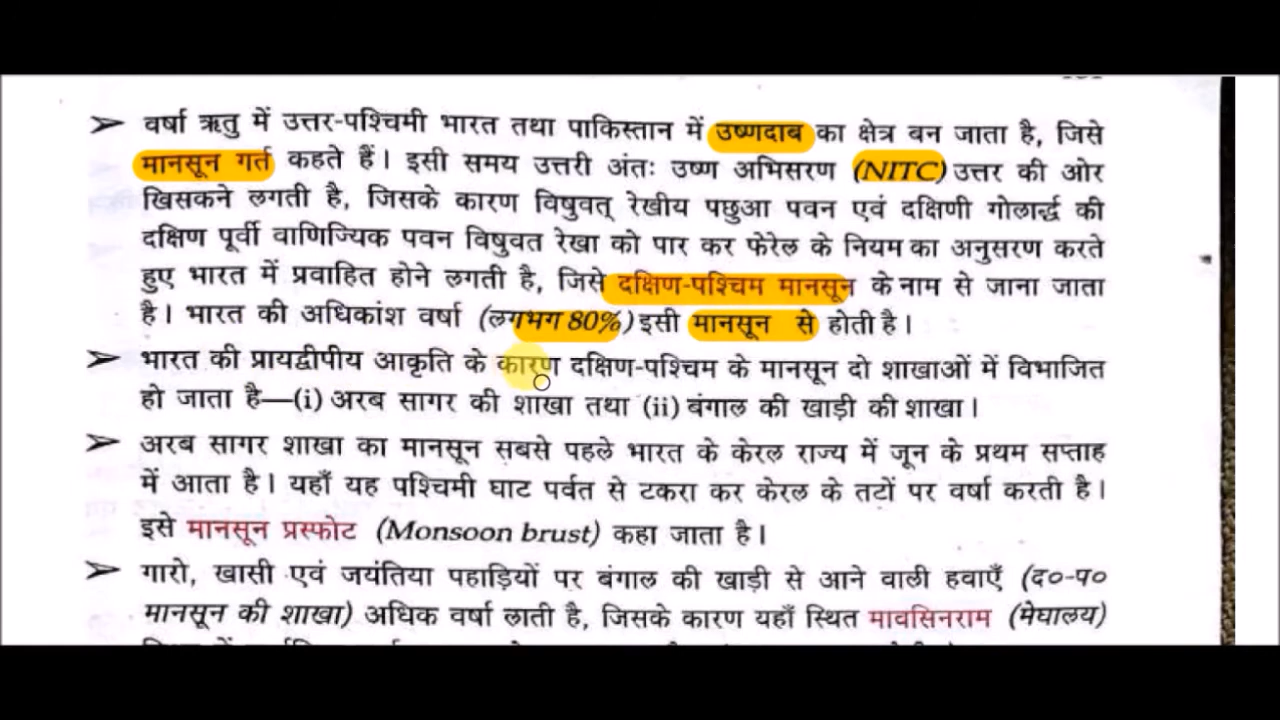 ➤ वर्षा ऋतु में उत्तर-पश्चिमी भारत तथा पाकिस्तान में उष्णदाब का क्षेत्र बन जाता है, जिसे
मानसून गर्त कहते हैं। इसी समय उत्तरी अंतः उष्ण अभिसरण (NITC) उत्तर की ओर
खिसकने लगती है, जिसके कारण विषुवत् रेखीय पछुआ पवन एवं दक्षिणी गोलार्द्ध की
दक्षिण पूर्वी वाणिज्यिक पवन विषुवत रेखा को पार कर फेरेल के नियम का अनुसरण करते
हुए भारत में प्रवाहित होने लगती है, जिसे दक्षिण-पश्चिम मानसून के नाम से जाना जाता
है। भारत की अधिकांश वर्षा (लगभग 80%) इसी मानसून से होती है।
➤ भारत की प्रायद्वीपीय आकृति के कारण दक्षिण-पश्चिम के मानसून दो शाखाओं में विभाजित
हो जाता है—(i) अरब सागर की शाखा तथा (ii) बंगाल की खाड़ी की शाखा।
➤ अरब सागर शाखा का मानसून सबसे पहले भारत के केरल राज्य में जून के प्रथम सप्ताह
में आता है। यहाँ यह पश्चिमी घाट पर्वत से टकरा कर केरल के तटों पर वर्षा करती है।
इसे मानसून प्रस्फोट (Monsoon brust) कहा जाता है।
➤ गारो, खासी एवं जयंतिया पहाड़ियों पर बंगाल की खाड़ी से आने वाली हवाएँ (द०-प०
मानसून की शाखा) अधिक वर्षा लाती है, जिसके कारण यहाँ स्थित मावसिनराम (मेघालय)